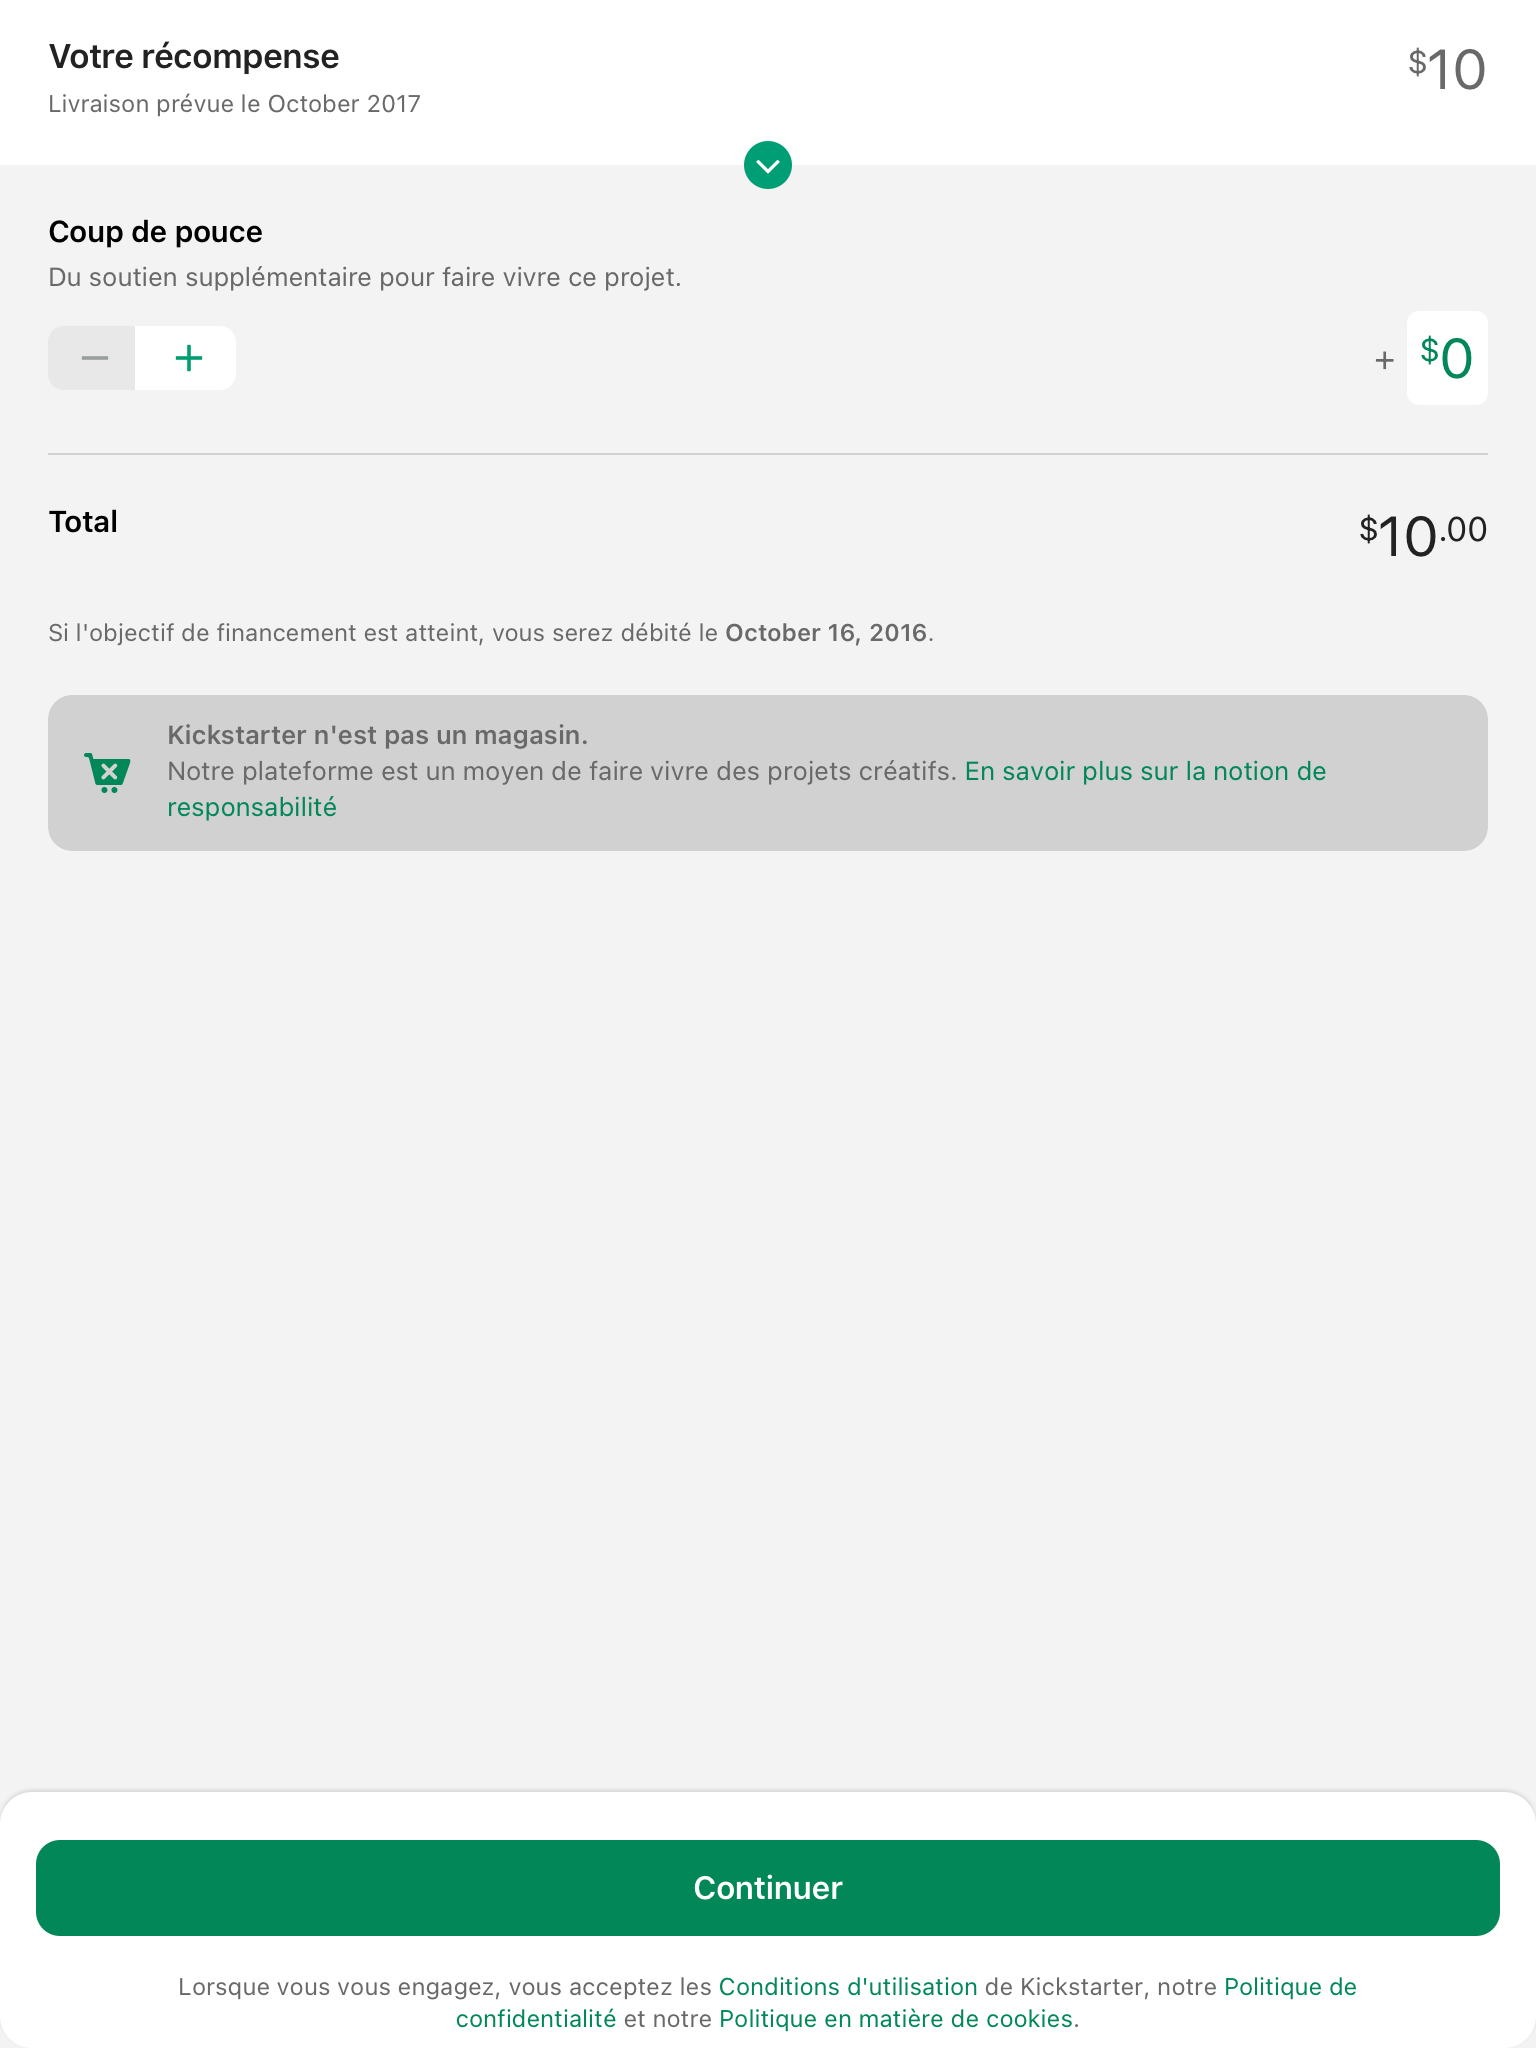 Votre récompense
$10
Livraison prévue le October 2017
Coup de pouce
Du soutien supplémentaire pour faire vivre ce projet.
+ $0
Total
$10.00
Si l'objectif de financement est atteint, vous serez débité le October 16, 2016.
Kickstarter n'est pas un magasin.
Notre plateforme est un moyen de faire vivre des projets créatifs. En savoir plus sur la notion de
responsabilité
Continuer
Lorsque vous vous engagez, vous acceptez les Conditions d'utilisation de Kickstarter, notre Politique de
confidentialité et notre Politique en matière de cookies.